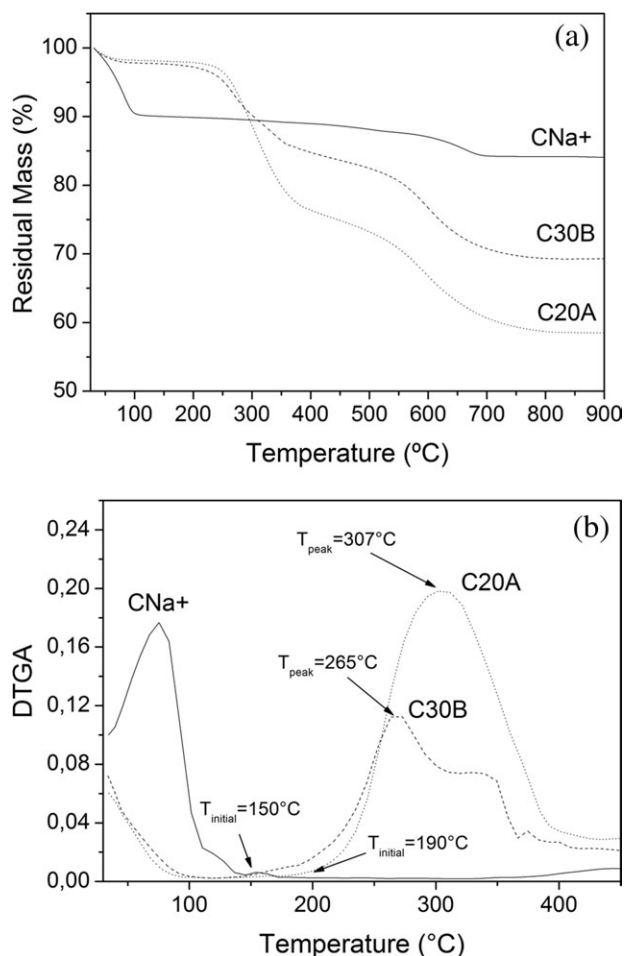 (a)
100
90
80
70
60
50
Residual Mass (%)
CNa+
C30B
C20A
100 200 300 400 500 600 700 800 900
Temperature (ºC)
(b)
0,24
0,20
0,16
0,12
0,08
0,04
0,00
DTGA
T_peak=307°C
CNa+
C20A
T_peak=265°C
C30B
T_initial=150°C
T_initial=190°C
100 200 300 400
Temperature (°C)